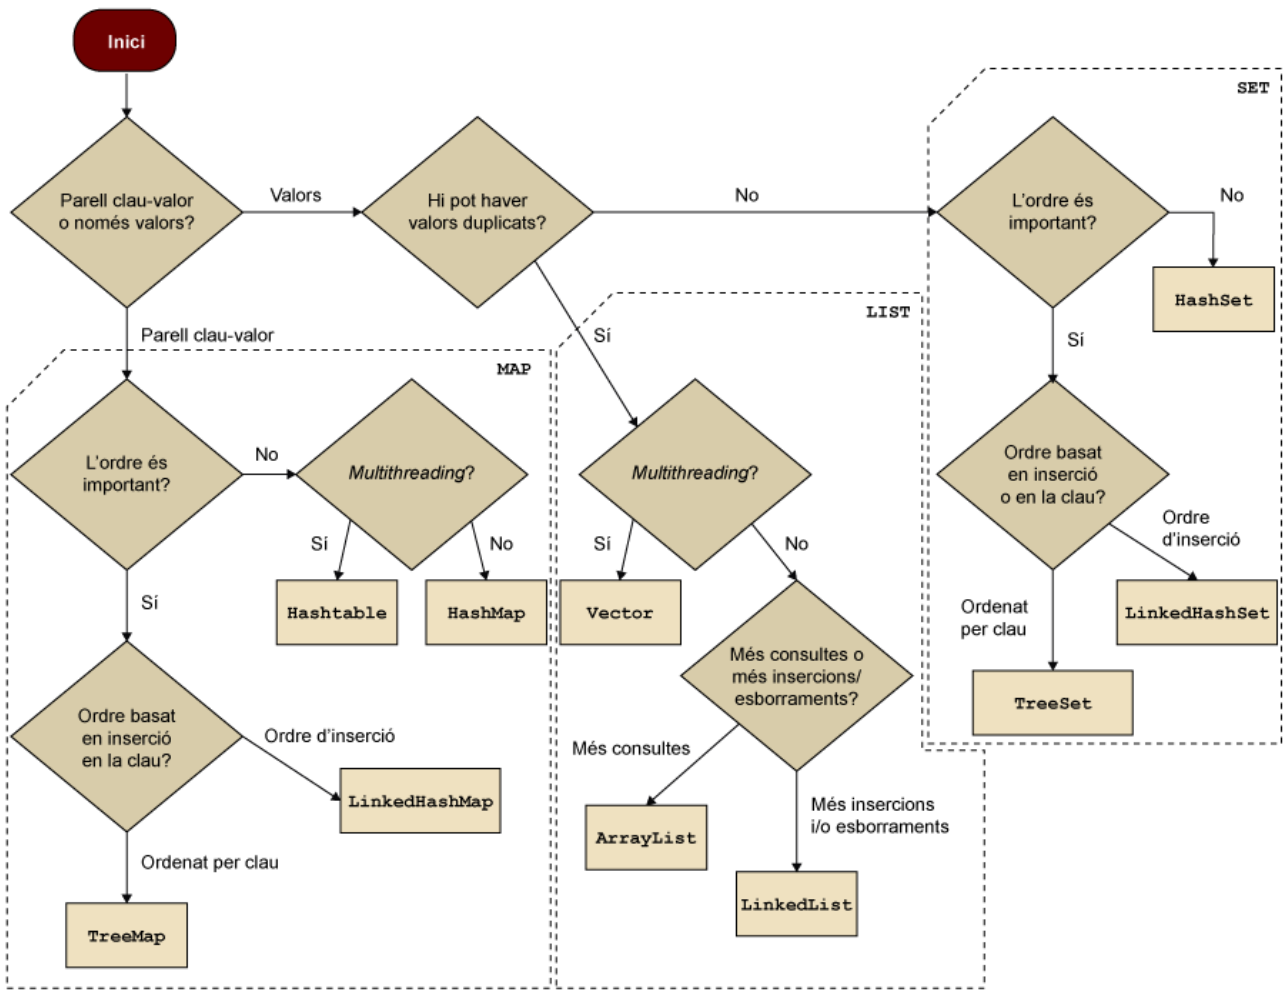 Inici
SET
Parell clau-valor
o només valors?
Valors
Hi pot haver
valors duplicats?
No
L'ordre és
important?
No
HashSet
Sí
LIST
Sí
Parell clau-valor
MAP
L'ordre és
important?
No
Multithreading?
Sí
No
Hashtable
HashMap
Multithreading?
Sí
No
Vector
Ordre basat
en inserció
o en la clau?
Ordre
d'inserció
LinkedHashSet
Ordenat
per clau
TreeSet
Sí
Ordre basat
en inserció
en la clau?
Ordre d'inserció
LinkedHashMap
Ordenat per clau
TreeMap
Més consultes o
més insercions/
esborraments?
Més consultes
ArrayList
Més insercions
i/o esborraments
LinkedList